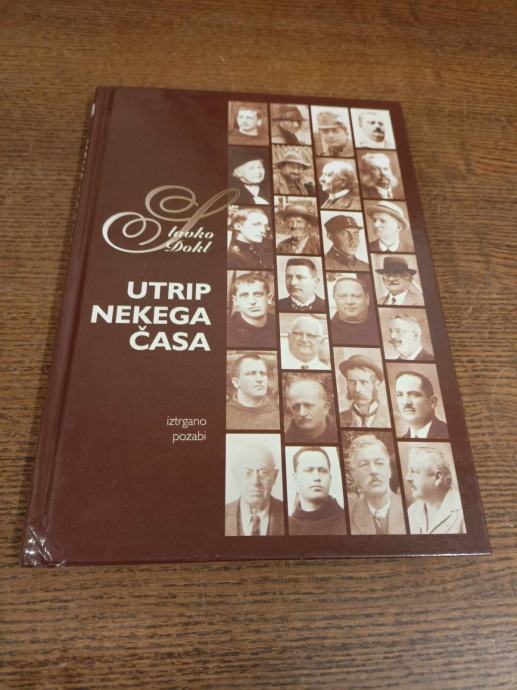 Slavko
Dokl
UTRIP
NEKEGA
ČASA
iztrgano
pozabi